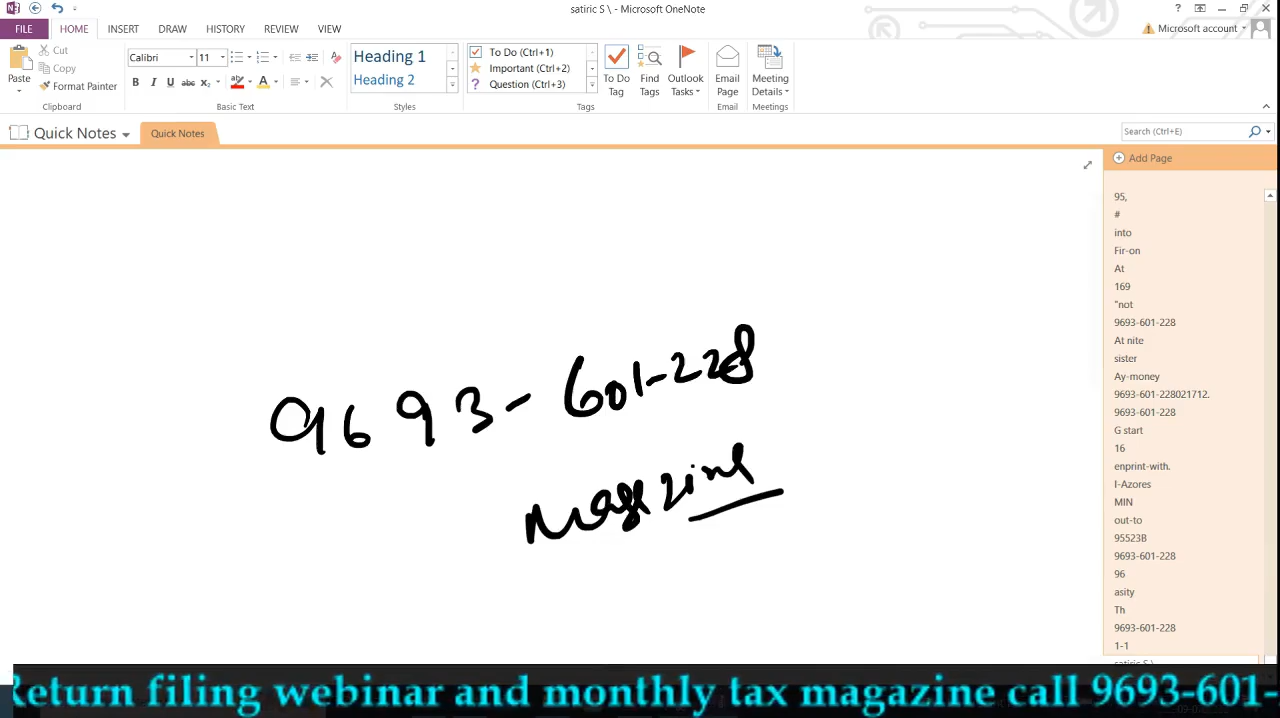 satiric S \ - Microsoft OneNote
FILE HOME INSERT DRAW HISTORY REVIEW VIEW
Microsoft account
Paste
Cut
Copy
Format Painter
Clipboard
Calibri 11
B I U abc X₂ A
Basic Text
Heading 1
Heading 2
Styles
To Do (Ctrl+1)
Important (Ctrl+2)
Question (Ctrl+3)
To Do Tag
Find Tags
Outlook Tasks
Tags
Email Page
Email
Meeting Details
Meetings
Quick Notes
Quick Notes
Search (Ctrl+E)
Add Page
95,
#
into
Fir-on
At
169
"not
9693-601-228
At nite
sister
Ay-money
9693-601-228021712.
9693-601-228
G start
16
enprint-with.
I-Azores
MIN
out-to
95523B
9693-601-228
96
asity
Th
9693-601-228
1-1
satiric S \
9693-601-228
magazine
Return filing webinar and monthly tax magazine call 9693-601-